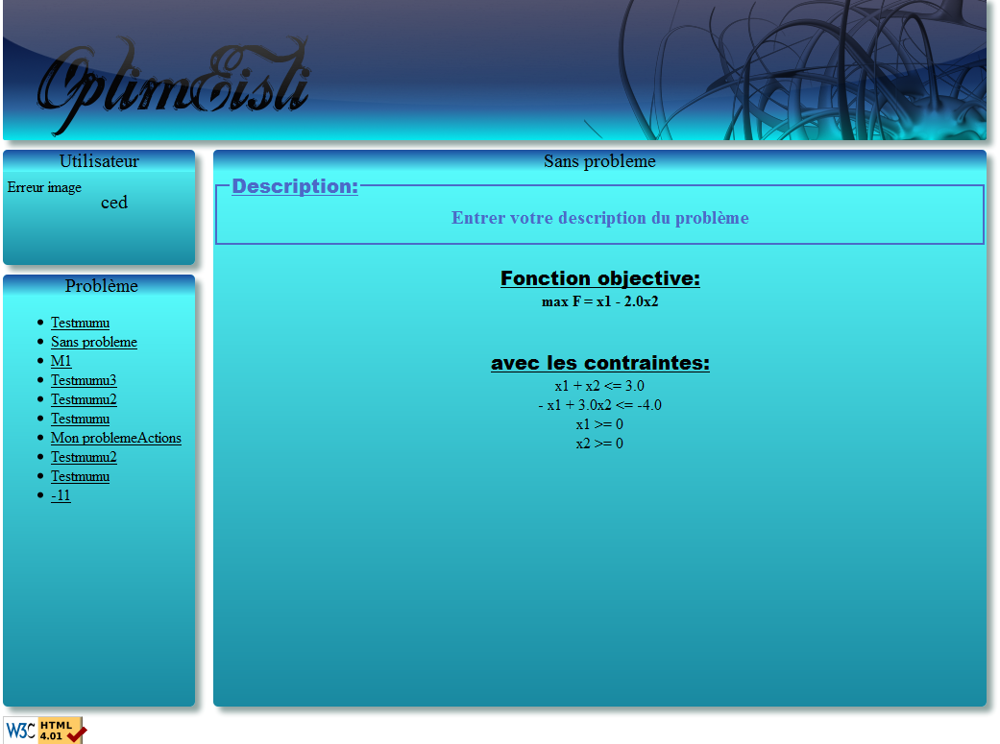 OptimEisti
Utilisateur
Erreur image
ced
Problème
Testmumu
Sans probleme
M1
Testmumu3
Testmumu2
Testmumu
Mon problemeActions
Testmumu2
Testmumu
-11
Sans probleme
Description:
Entrer votre description du problème
Fonction objective:
max F = x1 - 2.0x2
avec les contraintes:
x1 + x2 <= 3.0
- x1 + 3.0x2 <= -4.0
x1 >= 0
x2 >= 0
W3C HTML
4.01